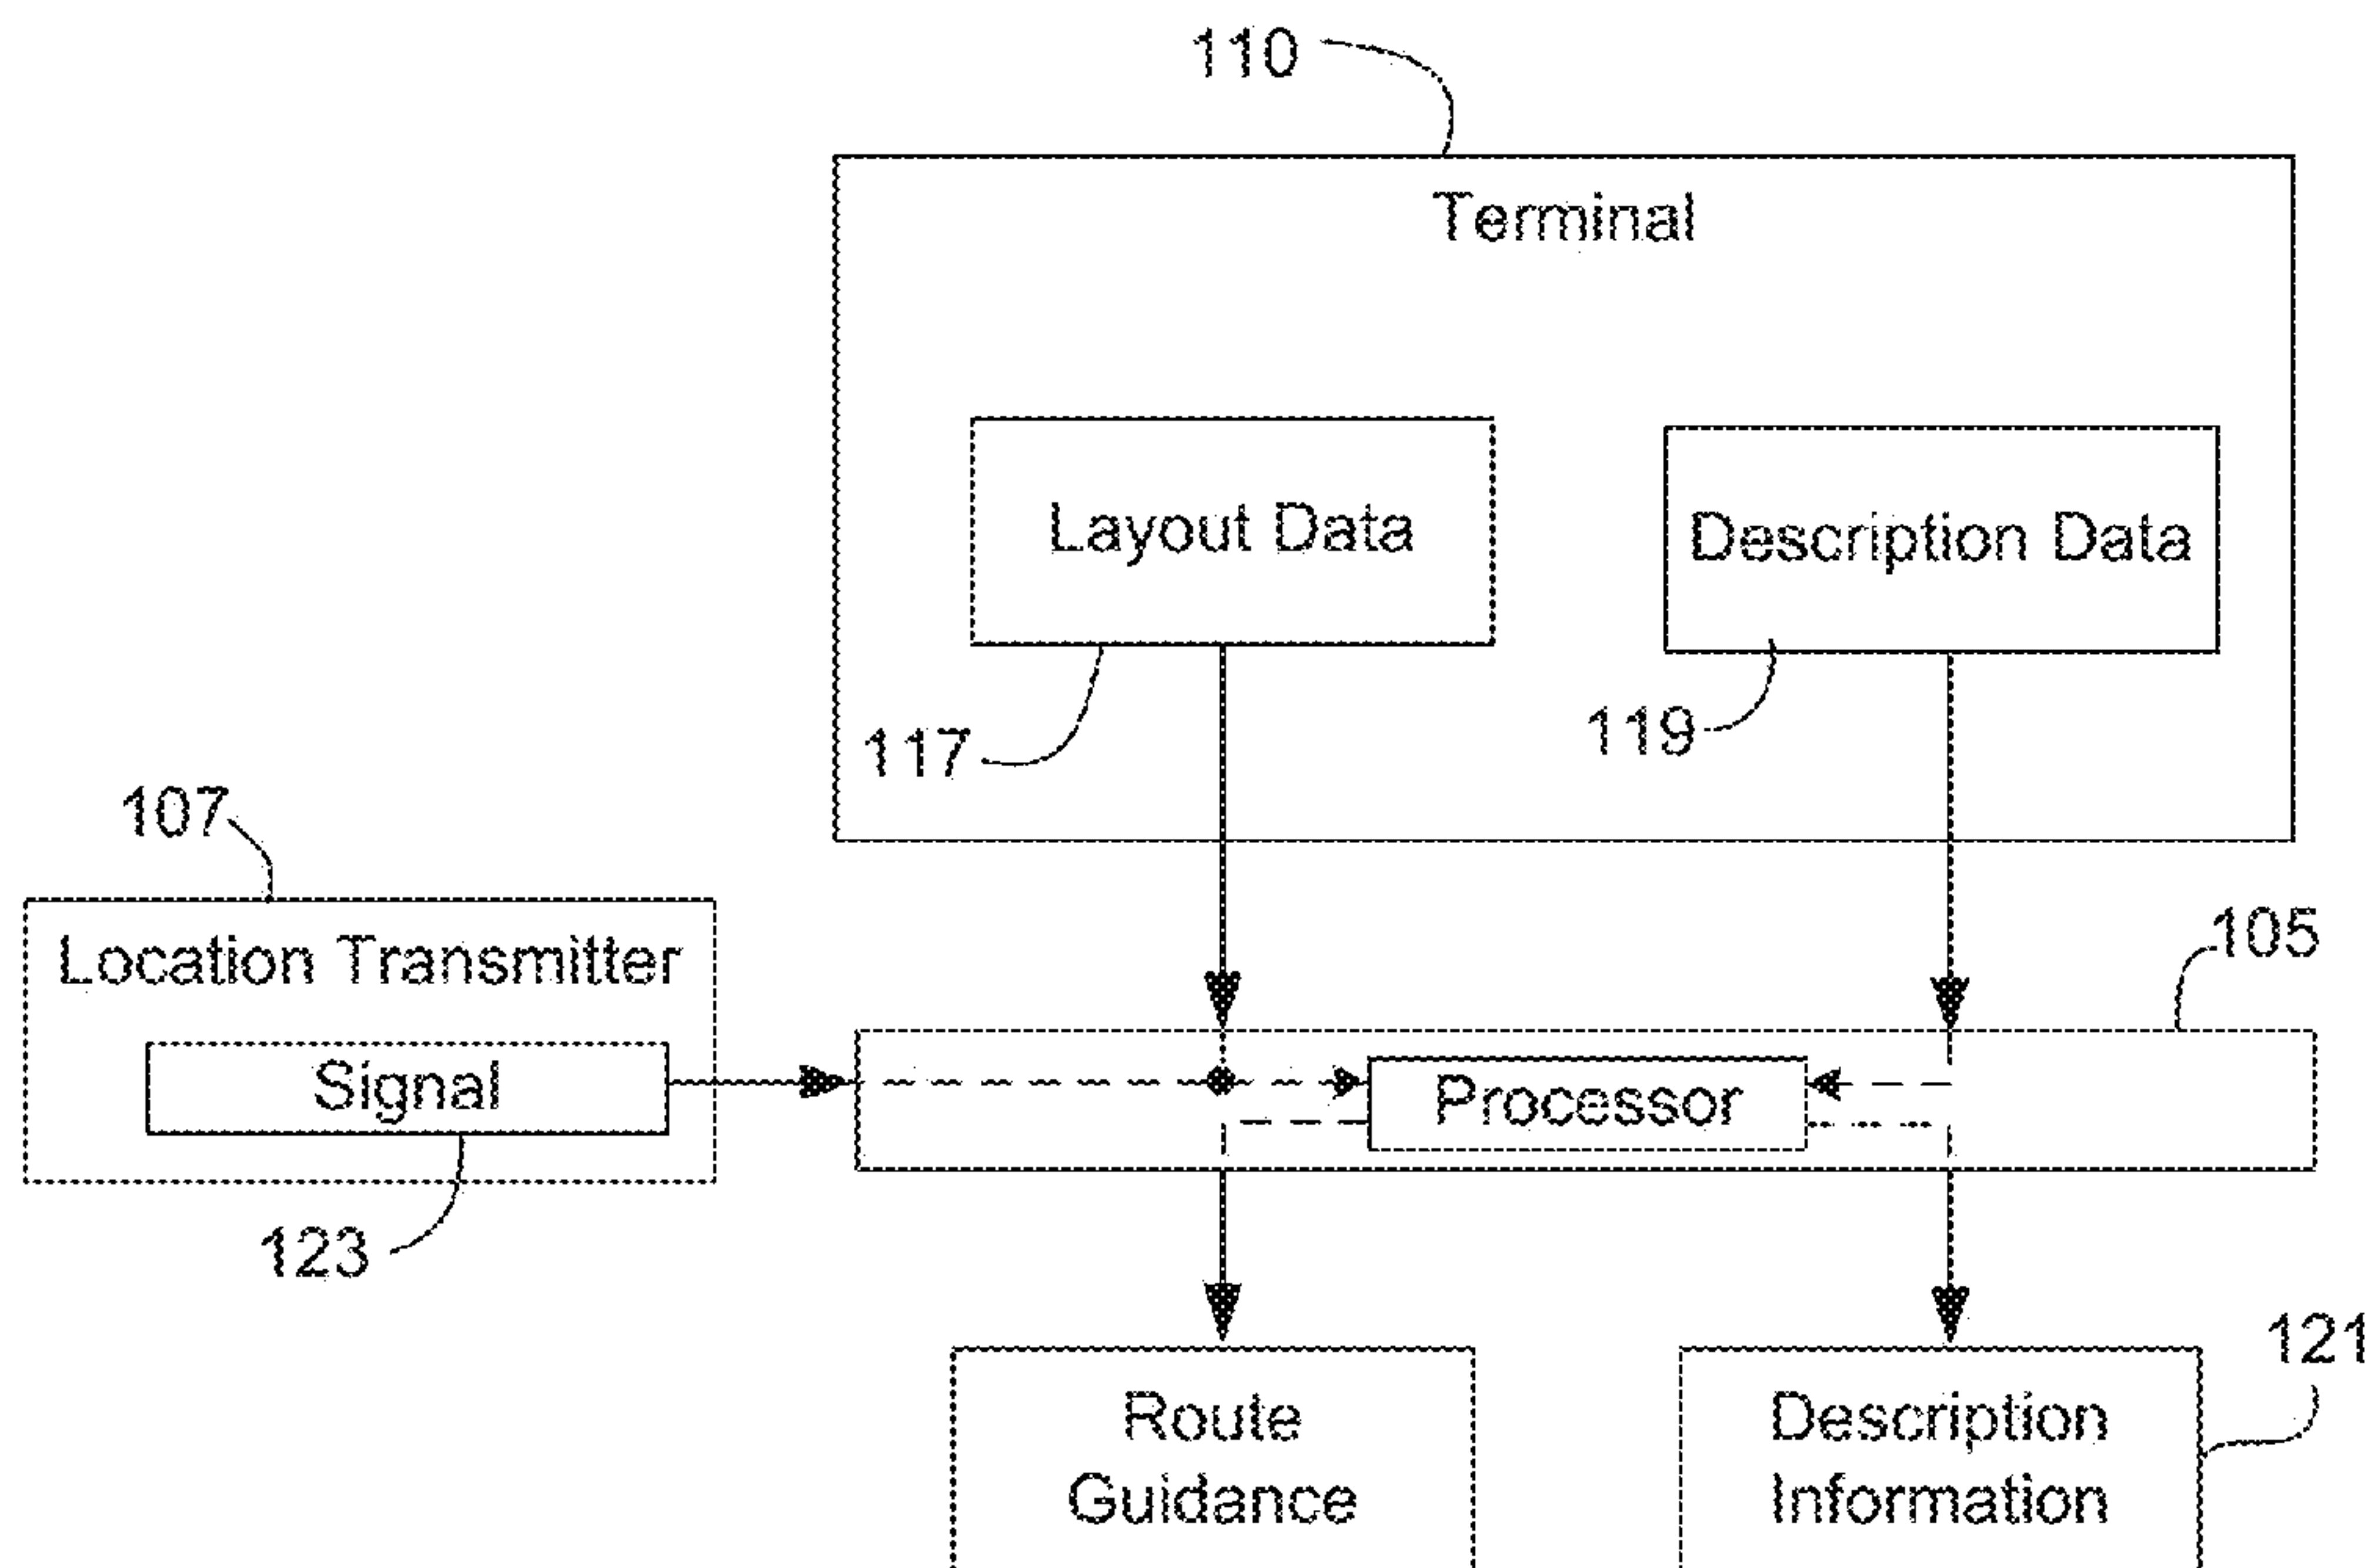 110
Terminal
Layout Data
Description Data
117
119
107
Location Transmitter
105
Signal
Processor
123
121
Route
Guidance
Description
Information